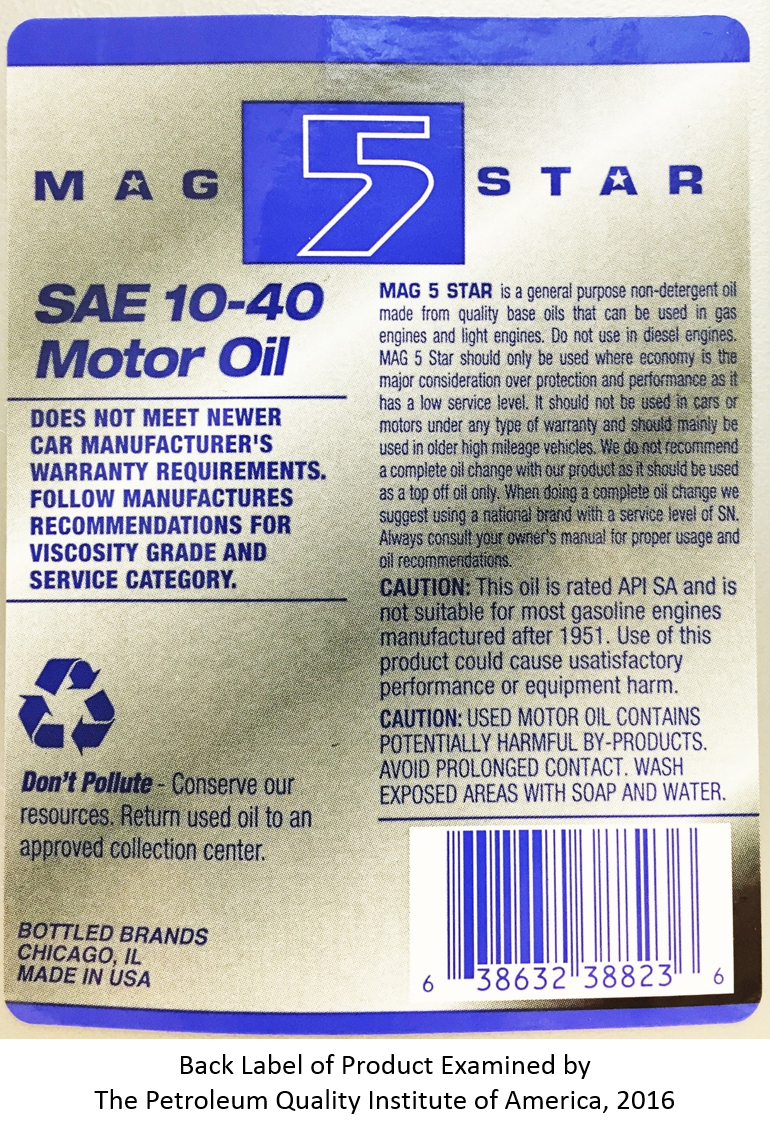 MAG 5 STAR
SAE 10-40
Motor Oil
DOES NOT MEET NEWER
CAR MANUFACTURER'S
WARRANTY REQUIREMENTS.
FOLLOW MANUFACTURES
RECOMMENDATIONS FOR
VISCOSITY GRADE AND
SERVICE CATEGORY.
Don't Pollute - Conserve our
resources. Return used oil to an
approved collection center.
BOTTLED BRANDS
CHICAGO, IL
MADE IN USA
MAG 5 STAR is a general purpose non-detergent oil
made from quality base oils that can be used in gas
engines and light engines. Do not use in diesel engines.
MAG 5 Star should only be used where economy is the
major consideration over protection and performance as it
has a low service level. It should not be used in cars or
motors under any type of warranty and should mainly be
used in older high mileage vehicles. We do not recommend
a complete oil change with our product as it should be used
as a top off oil only. When doing a complete oil change we
suggest using a national brand with a service level of SN.
Always consult your owner's manual for proper usage and
oil recommendations.
CAUTION: This oil is rated API SA and is
not suitable for most gasoline engines
manufactured after 1951. Use of this
product could cause usatisfactory
performance or equipment harm.
CAUTION: USED MOTOR OIL CONTAINS
POTENTIALLY HARMFUL BY-PRODUCTS.
AVOID PROLONGED CONTACT. WASH
EXPOSED AREAS WITH SOAP AND WATER.
6 38632 38823 6
Back Label of Product Examined by
The Petroleum Quality Institute of America, 2016